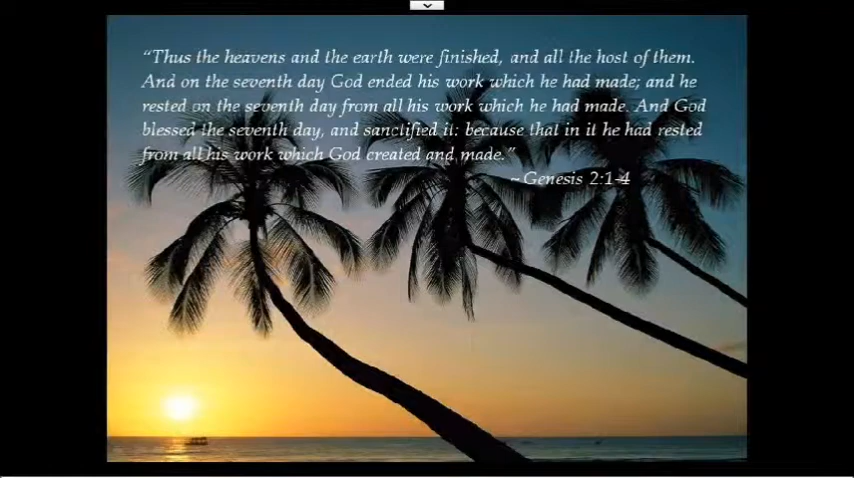 “Thus the heavens and the earth were finished, and all the host of them.
And on the seventh day God ended his work which he had made; and he
rested on the seventh day from all his work which he had made. And God
blessed the seventh day, and sanctified it: because that in it he had rested
from all his work which God created and made.”
~ Genesis 2:1-4